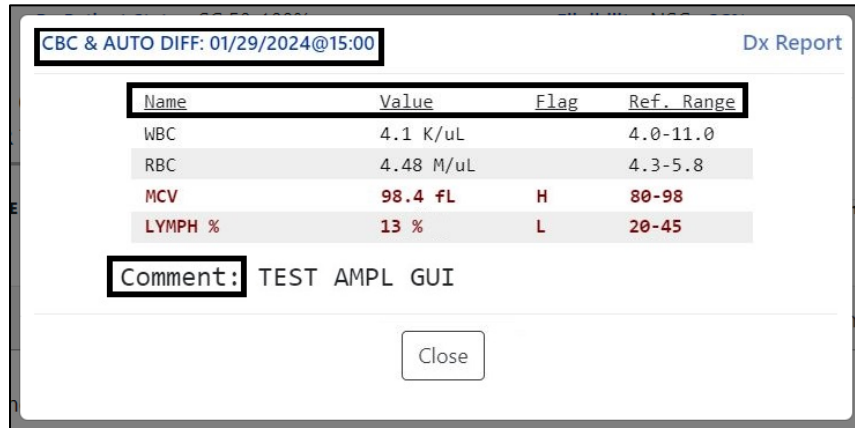 CBC & AUTO DIFF: 01/29/2024@15:00 Dx Report
Name Value Flag Ref. Range
WBC 4.1 K/uL 4.0-11.0
RBC 4.48 M/uL 4.3-5.8
MCV 98.4 fL H 80-98
LYMPH % 13 % L 20-45
Comment: TEST AMPL GUI
Close